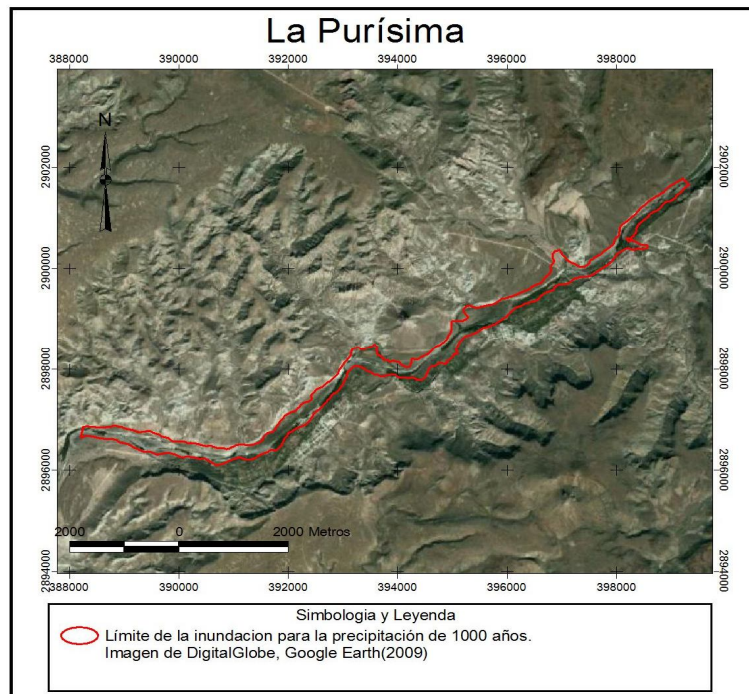 La Purísima
388000 390000 392000 394000 396000 398000
N
2902000 2902000
2900000 2900000
2898000 2898000
2896000 2896000
2000 0 2000 Metros
2894000 2894000
388000 390000 392000 394000 396000 398000
Simbologia y Leyenda
Límite de la inundacion para la precipitación de 1000 años.
Imagen de DigitalGlobe, Google Earth(2009)